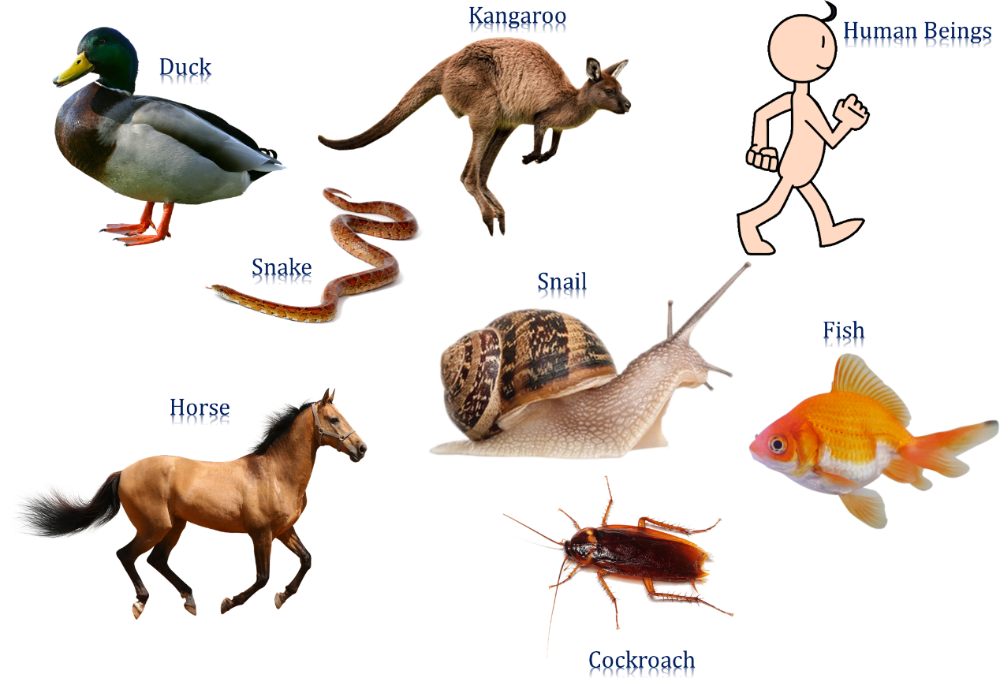 Kangaroo
Human Beings
Duck
Snake
Snail
Fish
Horse
Cockroach